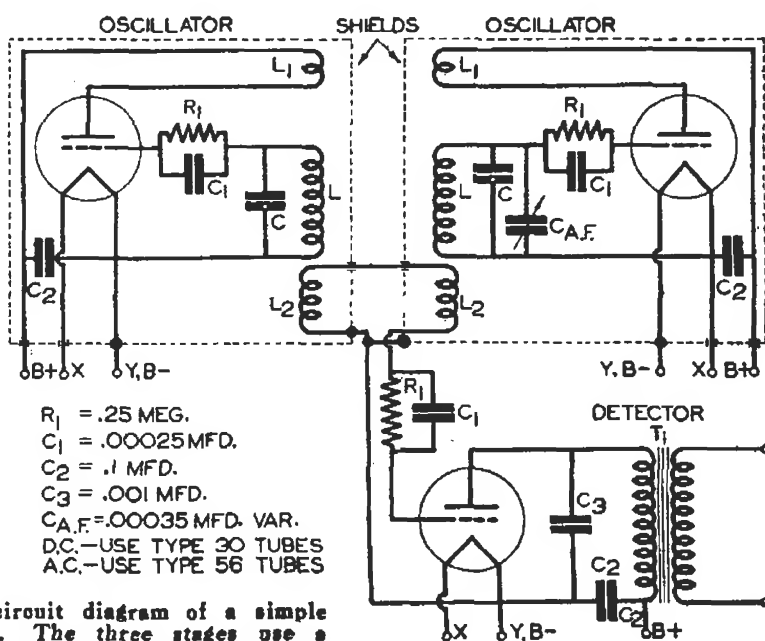 OSCILLATOR SHIELDS OSCILLATOR
L1 L1
R1 R1
C1 C1
C L L C
CA.F.
C2 C2
L2 L2
B+ X Y,B- Y,B- X B+
R1 C1
DETECTOR
T1
R1 = .25 MEG.
C1 = .00025 MFD.
C2 = .1 MFD.
C3 = .001 MFD.
CA.F.=.00035 MFD. VAR.
D.C.-USE TYPE 30 TUBES
A.C.-USE TYPE 56 TUBES
C3
C2
C2
X Y,B- B+
circuit diagram of a simple
. The three stages use a